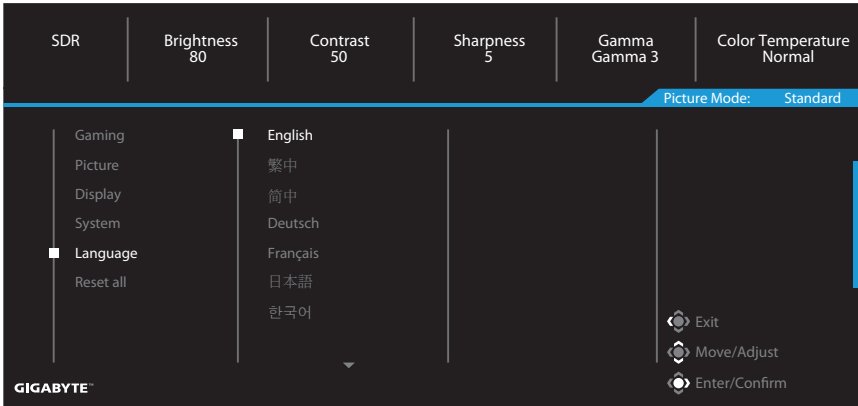 SDR
Brightness
80
Contrast
50
Sharpness
5
Gamma
Gamma 3
Color Temperature
Normal
Picture Mode: Standard
Gaming
Picture
Display
System
Language
Reset all
English
繁中
简中
Deutsch
Français
日本語
한국어
Exit
Move/Adjust
Enter/Confirm
GIGABYTE™